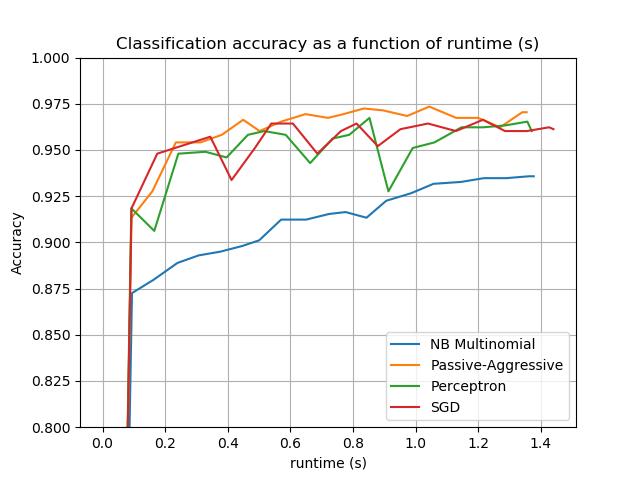 Classification accuracy as a function of runtime (s)
1.000
0.975
0.950
0.925
0.900
0.875
0.850
0.825
0.800
Accuracy
NB Multinomial
Passive-Aggressive
Perceptron
SGD
0.0 0.2 0.4 0.6 0.8 1.0 1.2 1.4
runtime (s)